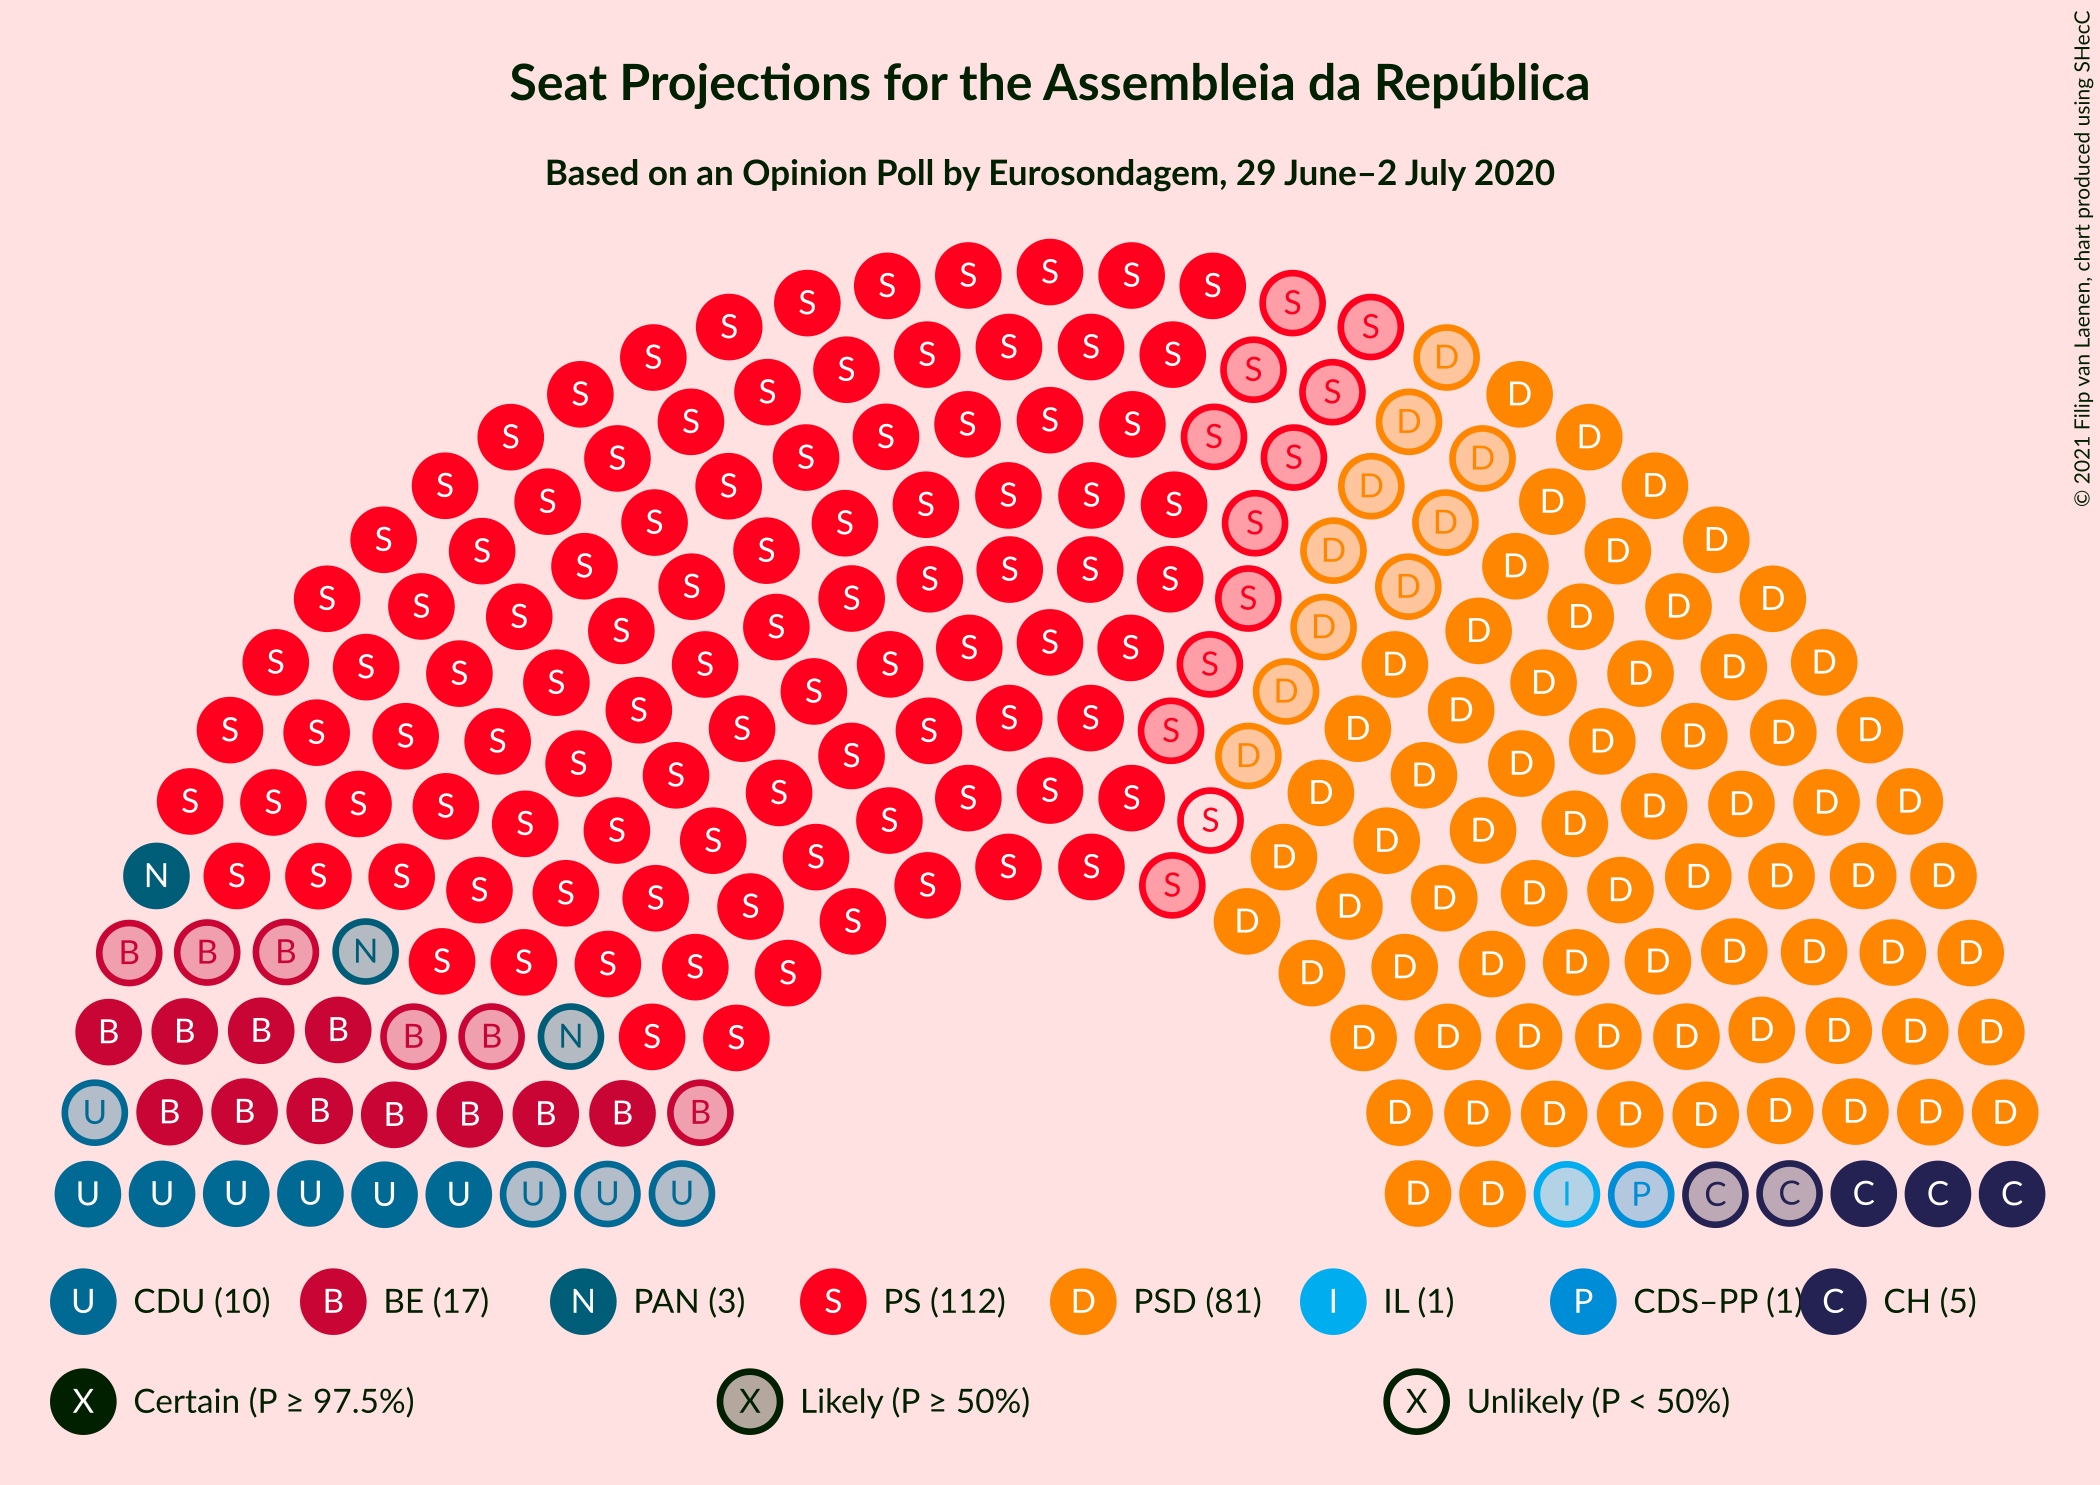 Seat Projections for the Assembleia da República
Based on an Opinion Poll by Eurosondagem, 29 June–2 July 2020
© 2021 Filip van Laenen, chart produced using SHecC
U CDU (10) B BE (17) N PAN (3) S PS (112) D PSD (81) I IL (1) P CDS–PP (1) C CH (5)
X Certain (P ≥ 97.5%) X Likely (P ≥ 50%) X Unlikely (P < 50%)